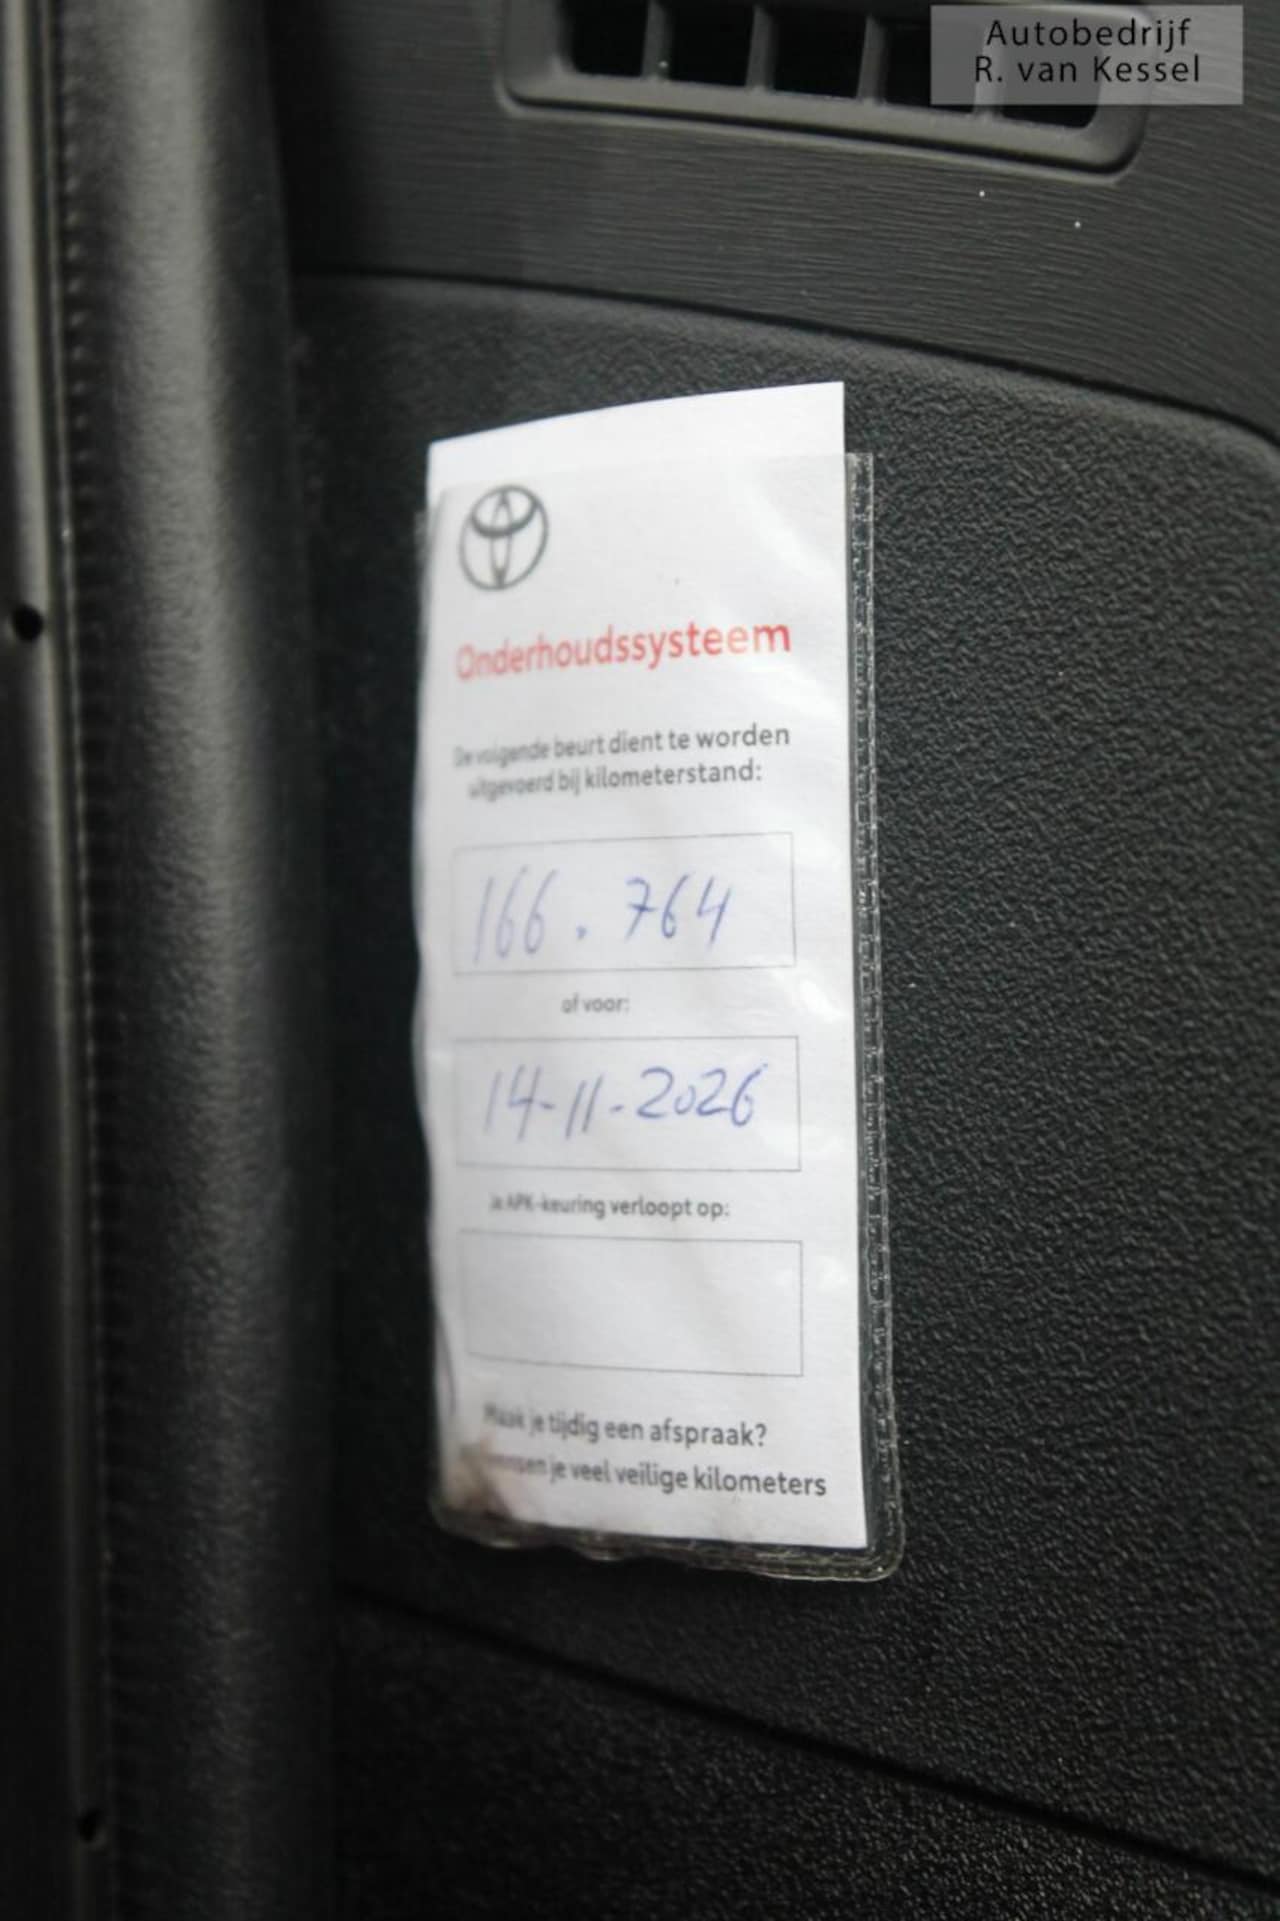 Autobedrijf
R. van Kessel
Onderhoudssysteem
De volgende beurt dient te worden
uitgevoerd bij kilometerstand:
166.764
of voor:
14-11-2026
Je APK-keuring verloopt op:
Maak je tijdig een afspraak?
je veel veilige kilometers